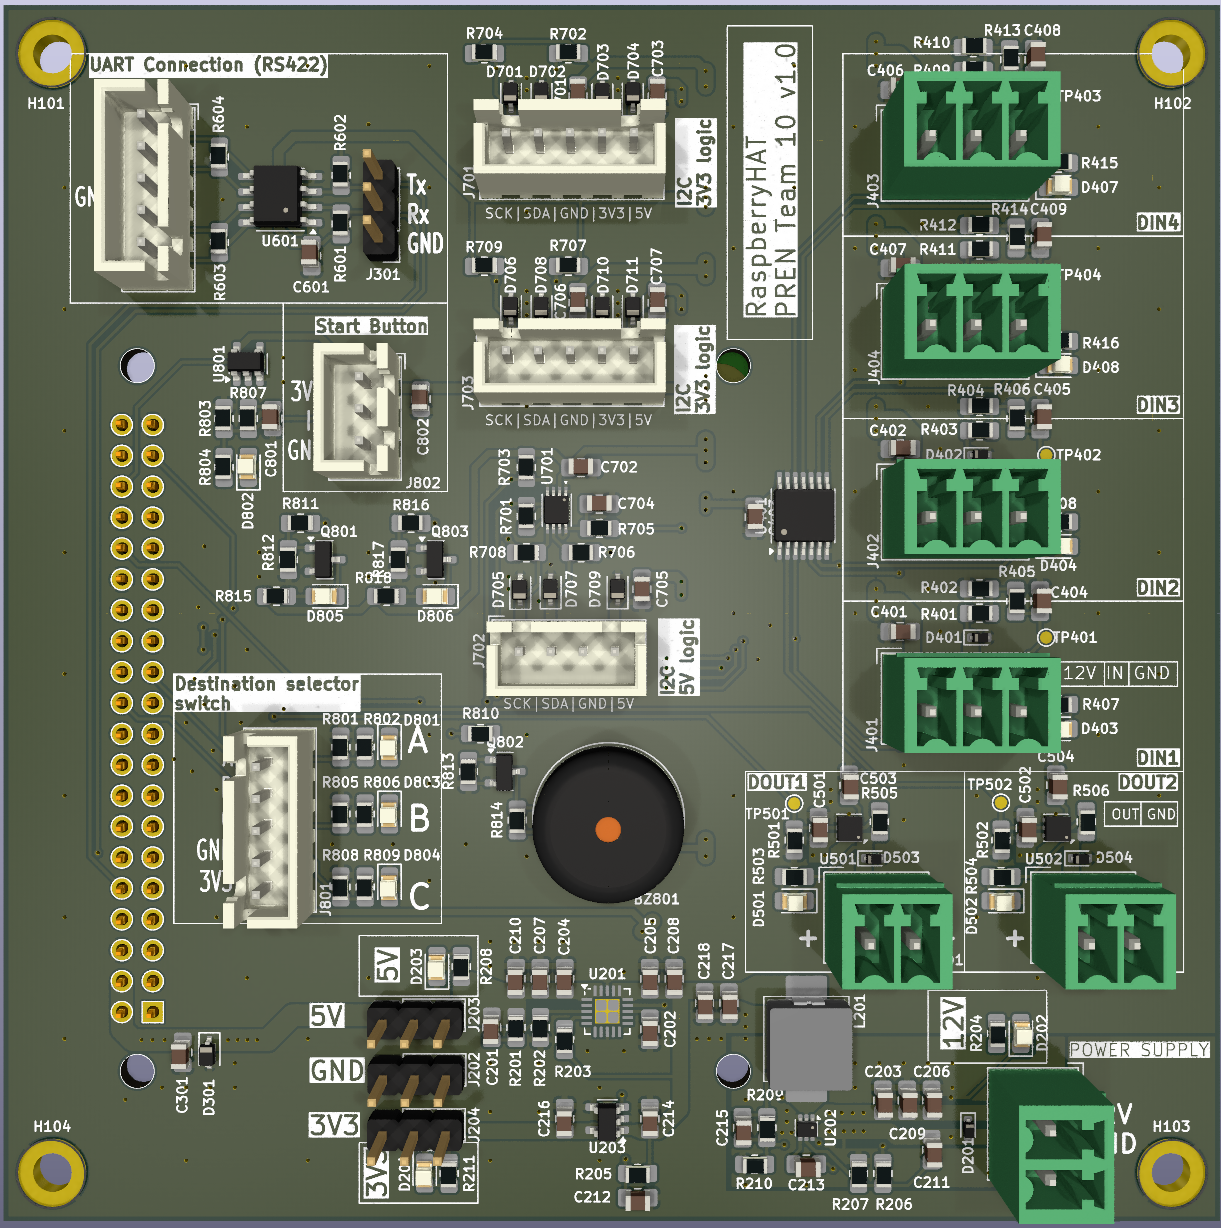 R704
R702
R410
R413
C408
UART Connection (RS422)
D701
D702
D703
D704
C703
C406
R409
TP403
H101
H102
R604
R602
RaspberryHAT
PREN Team 10 v1.0
R415
D407
J701
I2C
3V3 logic
Tx
Rx
GND
J403
SCK|SDA|GND|3V3|5V
U601
R603
C601
R601
J301
R412
R414
C409
DIN4
R709
R707
C407
R411
TP404
D706
D708
C706
D710
D711
C707
Start Button
U801
R807
R803
C801
C802
J703
I2C
3V3 logic
R416
D408
J404
R404
R406
C405
DIN3
SCK|SDA|GND|3V3|5V
C402
R403
D402
TP402
R804
D802
J802
R703
U701
C702
R811
R816
R701
C704
R705
R812
Q801
R817
Q803
R708
R706
J402
D404
R405
DIN2
R815
R818
D805
D806
D705
D707
D709
C705
C401
R402
R401
C404
D401
TP401
J702
I2C
5V logic
12V|IN|GND
SCK|SDA|GND|5V
Destination selector
switch
R801
R802
D801
A
R810
J401
R407
D403
DIN1
R813
R805
R806
D803
B
R814
DOUT1
C501
C503
R505
TP501
R501
TP502
C502
C504
R506
DOUT2
OUT|GND
R502
R808
R809
D804
C
J801
R503
D501
U501
D503
R504
D502
U502
D504
BZ801
+
+
5V
D203
R208
C210
C207
C204
U201
C205
C208
C218
C217
5V
J203
C201
R201
R202
R203
C202
12V
R204
D202
POWER SUPPLY
GND
J202
C301
D301
3V3
J204
C216
U203
C214
C215
R209
U202
C203
C206
C209
D201
C211
H104
H103
3V3
R211
R205
C212
R210
C213
R207
R206